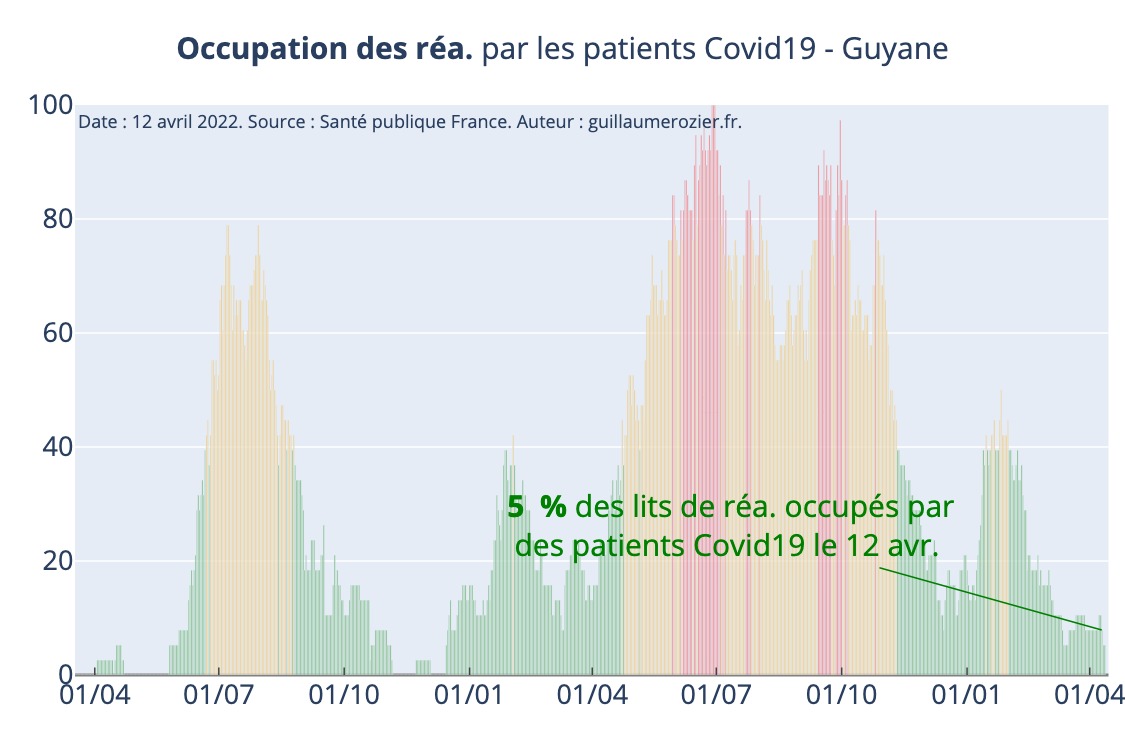 Occupation des réa. par les patients Covid19 - Guyane
100
Date : 12 avril 2022. Source : Santé publique France. Auteur : guillaumerozier.fr.
80
60
40
5 % des lits de réa. occupés par
des patients Covid19 le 12 avr.
20
0
01/04 01/07 01/10 01/01 01/04 01/07 01/10 01/01 01/04